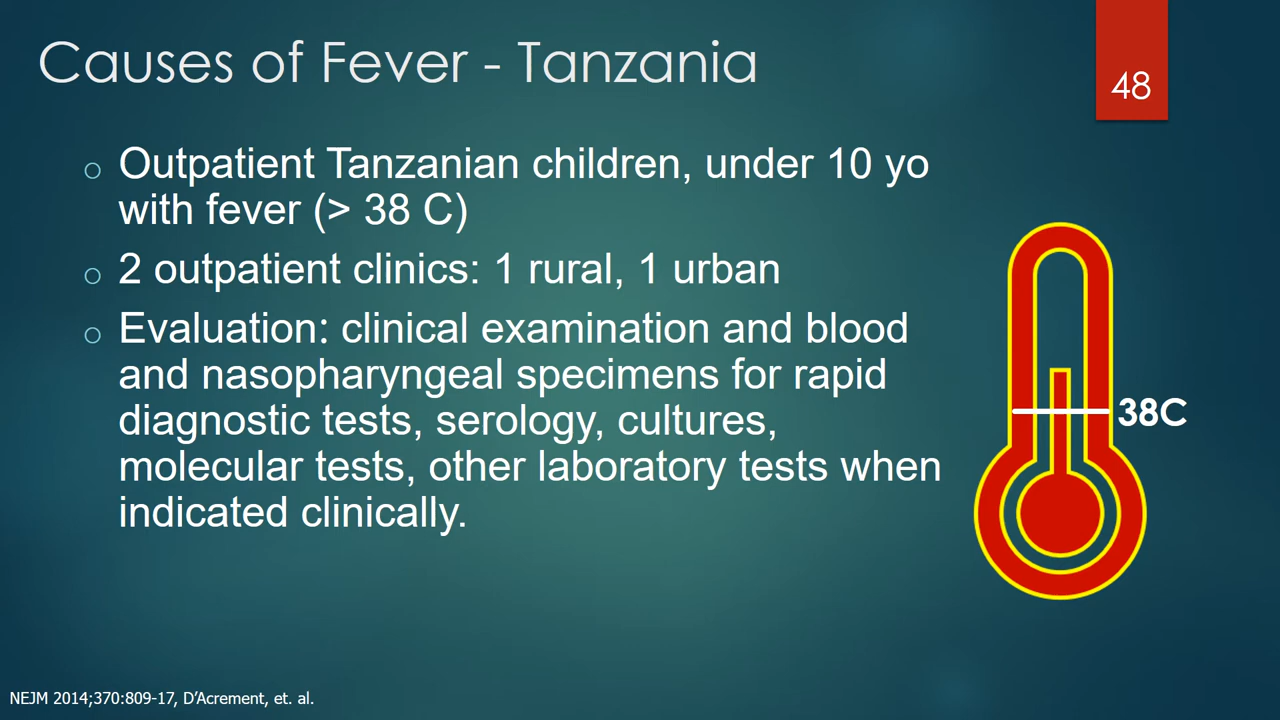 Causes of Fever - Tanzania
48
o Outpatient Tanzanian children, under 10 yo
with fever (> 38 C)
o 2 outpatient clinics: 1 rural, 1 urban
o Evaluation: clinical examination and blood
and nasopharyngeal specimens for rapid
diagnostic tests, serology, cultures,
molecular tests, other laboratory tests when
indicated clinically.
38C
NEJM 2014;370:809-17, D’Acrement, et. al.